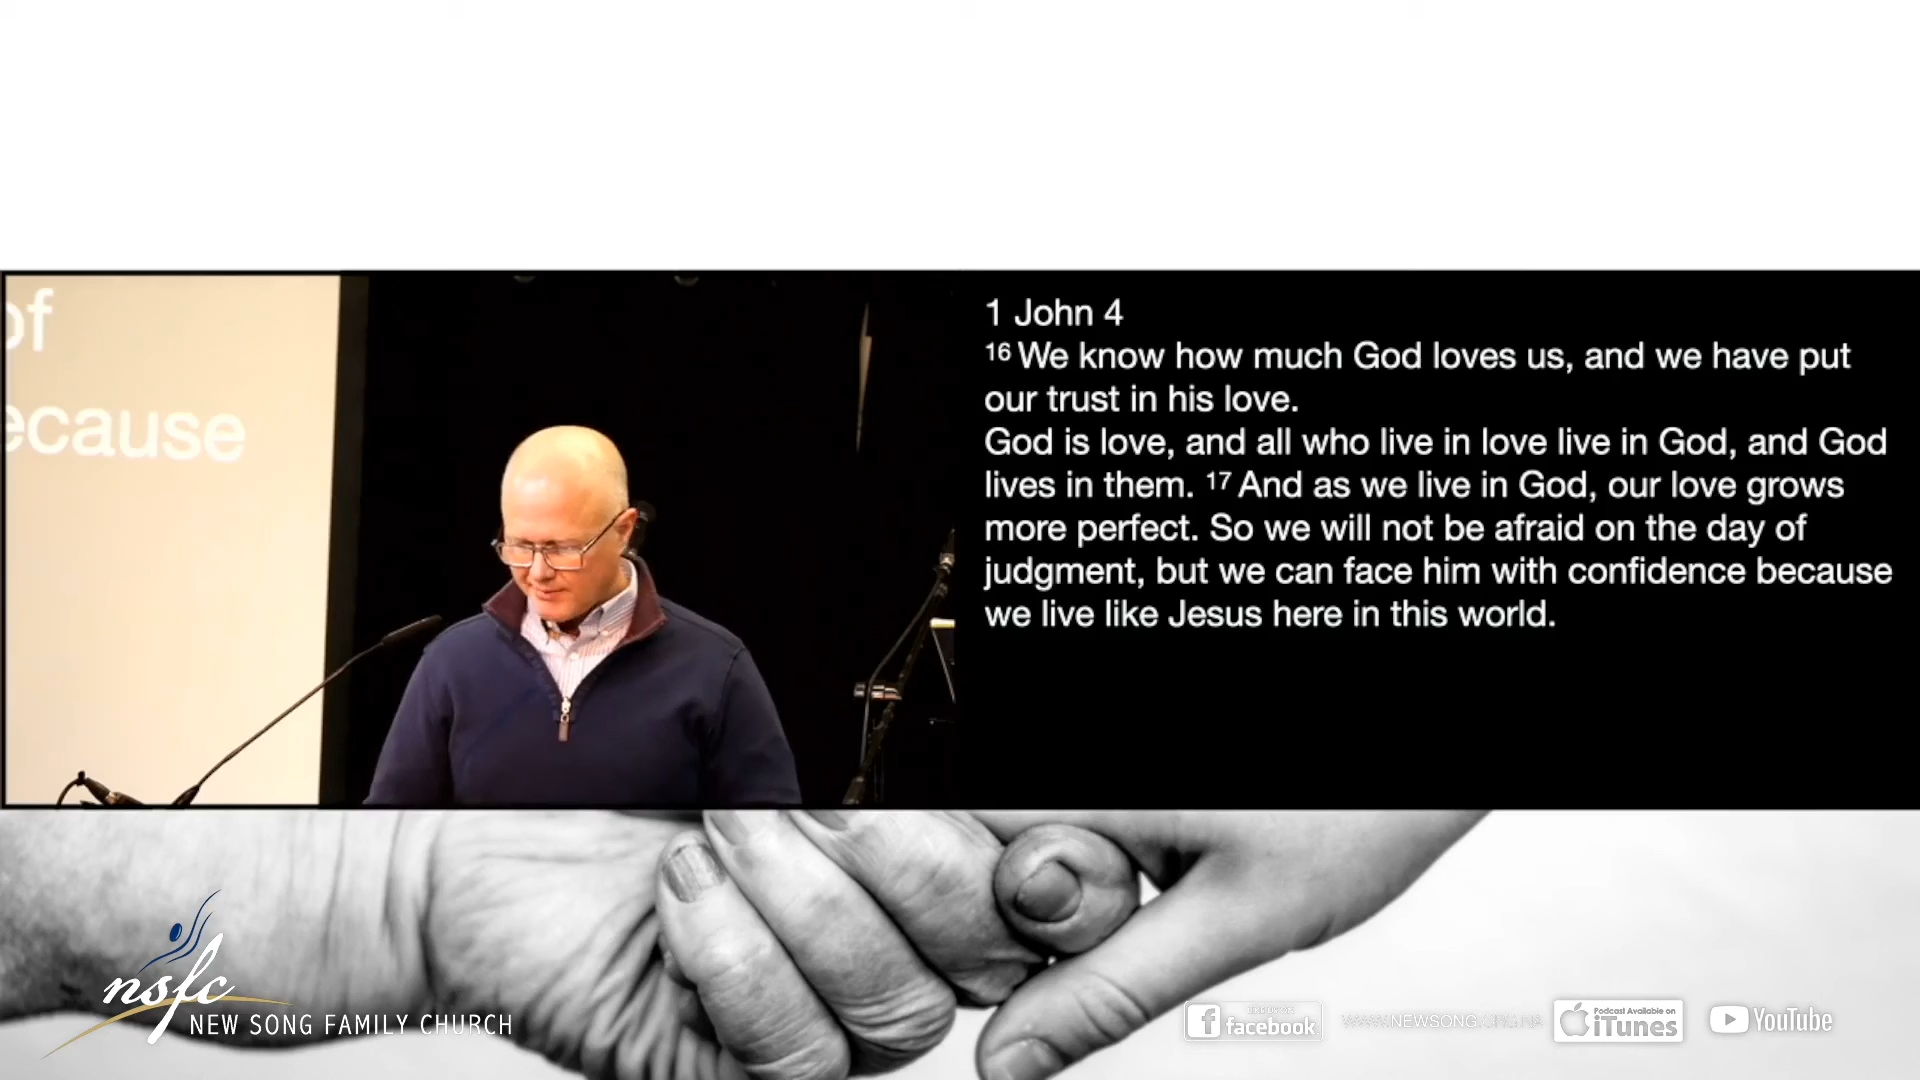 of
ecause
1 John 4
16 We know how much God loves us, and we have put
our trust in his love.
God is love, and all who live in love live in God, and God
lives in them. 17 And as we live in God, our love grows
more perfect. So we will not be afraid on the day of
judgment, but we can face him with confidence because
we live like Jesus here in this world.
nsfc
NEW SONG FAMILY CHURCH
facebook
Podcast Available on
iTunes
YouTube